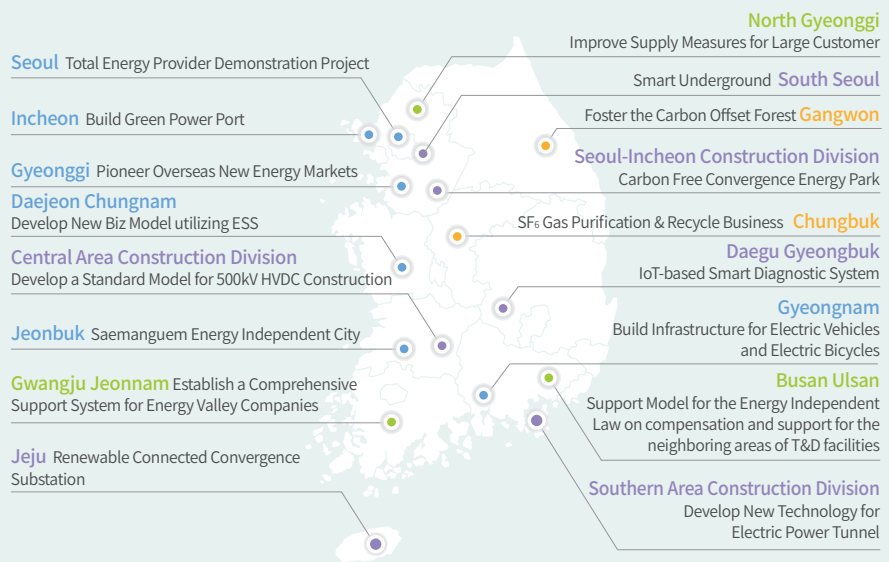 Seoul Total Energy Provider Demonstration Project
Incheon Build Green Power Port
Gyeonggi Pioneer Overseas New Energy Markets
Daejeon Chungnam
Develop New Biz Model utilizing ESS
Central Area Construction Division
Develop a Standard Model for 500kV HVDC Construction
Jeonbuk Saemanguem Energy Independent City
Gwangju Jeonnam Establish a Comprehensive
Support System for Energy Valley Companies
Jeju Renewable Connected Convergence
Substation
North Gyeonggi
Improve Supply Measures for Large Customer
Smart Underground South Seoul
Foster the Carbon Offset Forest Gangwon
Seoul-Incheon Construction Division
Carbon Free Convergence Energy Park
SF₆ Gas Purification & Recycle Business Chungbuk
Daegu Gyeongbuk
IoT-based Smart Diagnostic System
Gyeongnam
Build Infrastructure for Electric Vehicles
and Electric Bicycles
Busan Ulsan
Support Model for the Energy Independent
Law on compensation and support for the
neighboring areas of T&D facilities
Southern Area Construction Division
Develop New Technology for
Electric Power Tunnel